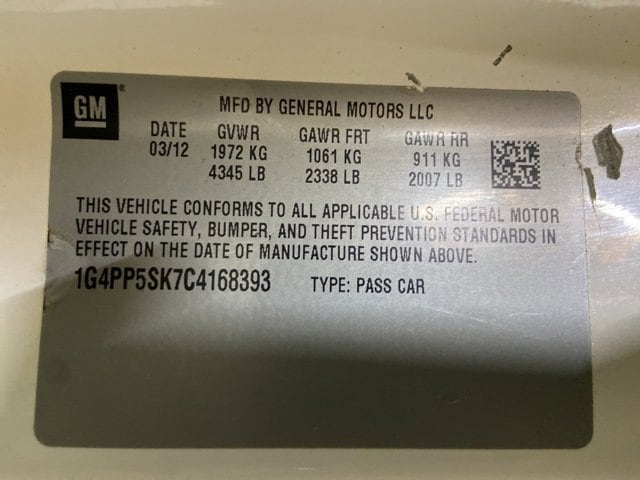 GM
MFD BY GENERAL MOTORS LLC
DATE GVWR GAWR FRT GAWR RR
03/12 1972 KG 1061 KG 911 KG
4345 LB 2338 LB 2007 LB
THIS VEHICLE CONFORMS TO ALL APPLICABLE U.S. FEDERAL MOTOR
VEHICLE SAFETY, BUMPER, AND THEFT PREVENTION STANDARDS IN
EFFECT ON THE DATE OF MANUFACTURE SHOWN ABOVE.
1G4PP5SK7C4168393 TYPE: PASS CAR